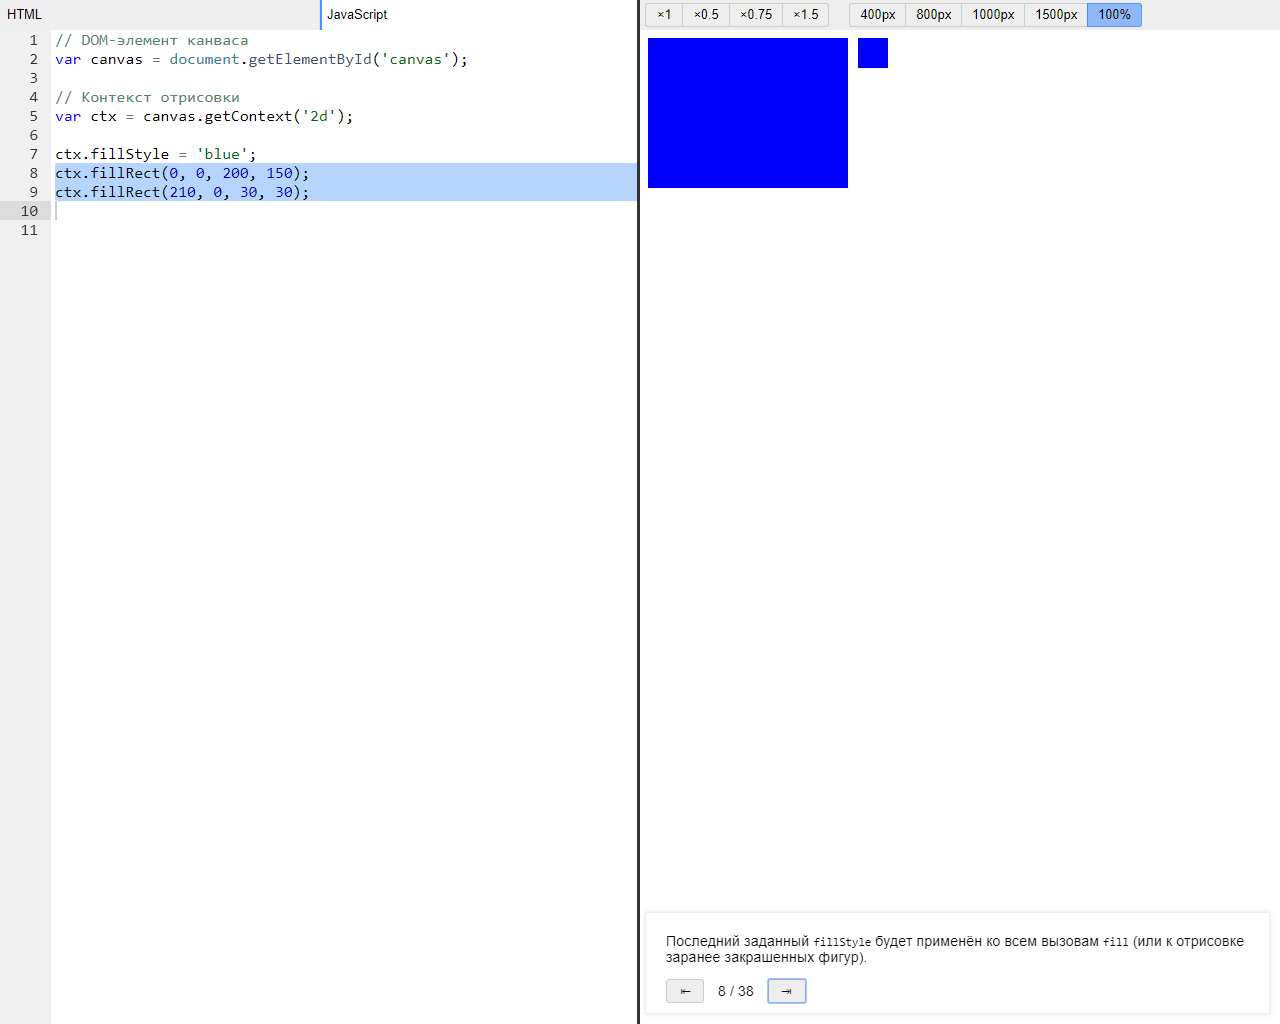 HTML
JavaScript
×1 ×0.5 ×0.75 ×1.5 400px 800px 1000px 1500px 100%
1 // DOM-элемент канваса
2 var canvas = document.getElementById('canvas');
3
4 // Контекст отрисовки
5 var ctx = canvas.getContext('2d');
6
7 ctx.fillStyle = 'blue';
8 ctx.fillRect(0, 0, 200, 150);
9 ctx.fillRect(210, 0, 30, 30);
10
11
Последний заданный fillStyle будет применён ко всем вызовам fill (или к отрисовке
заранее закрашенных фигур).
⇤ 8 / 38 ⇥